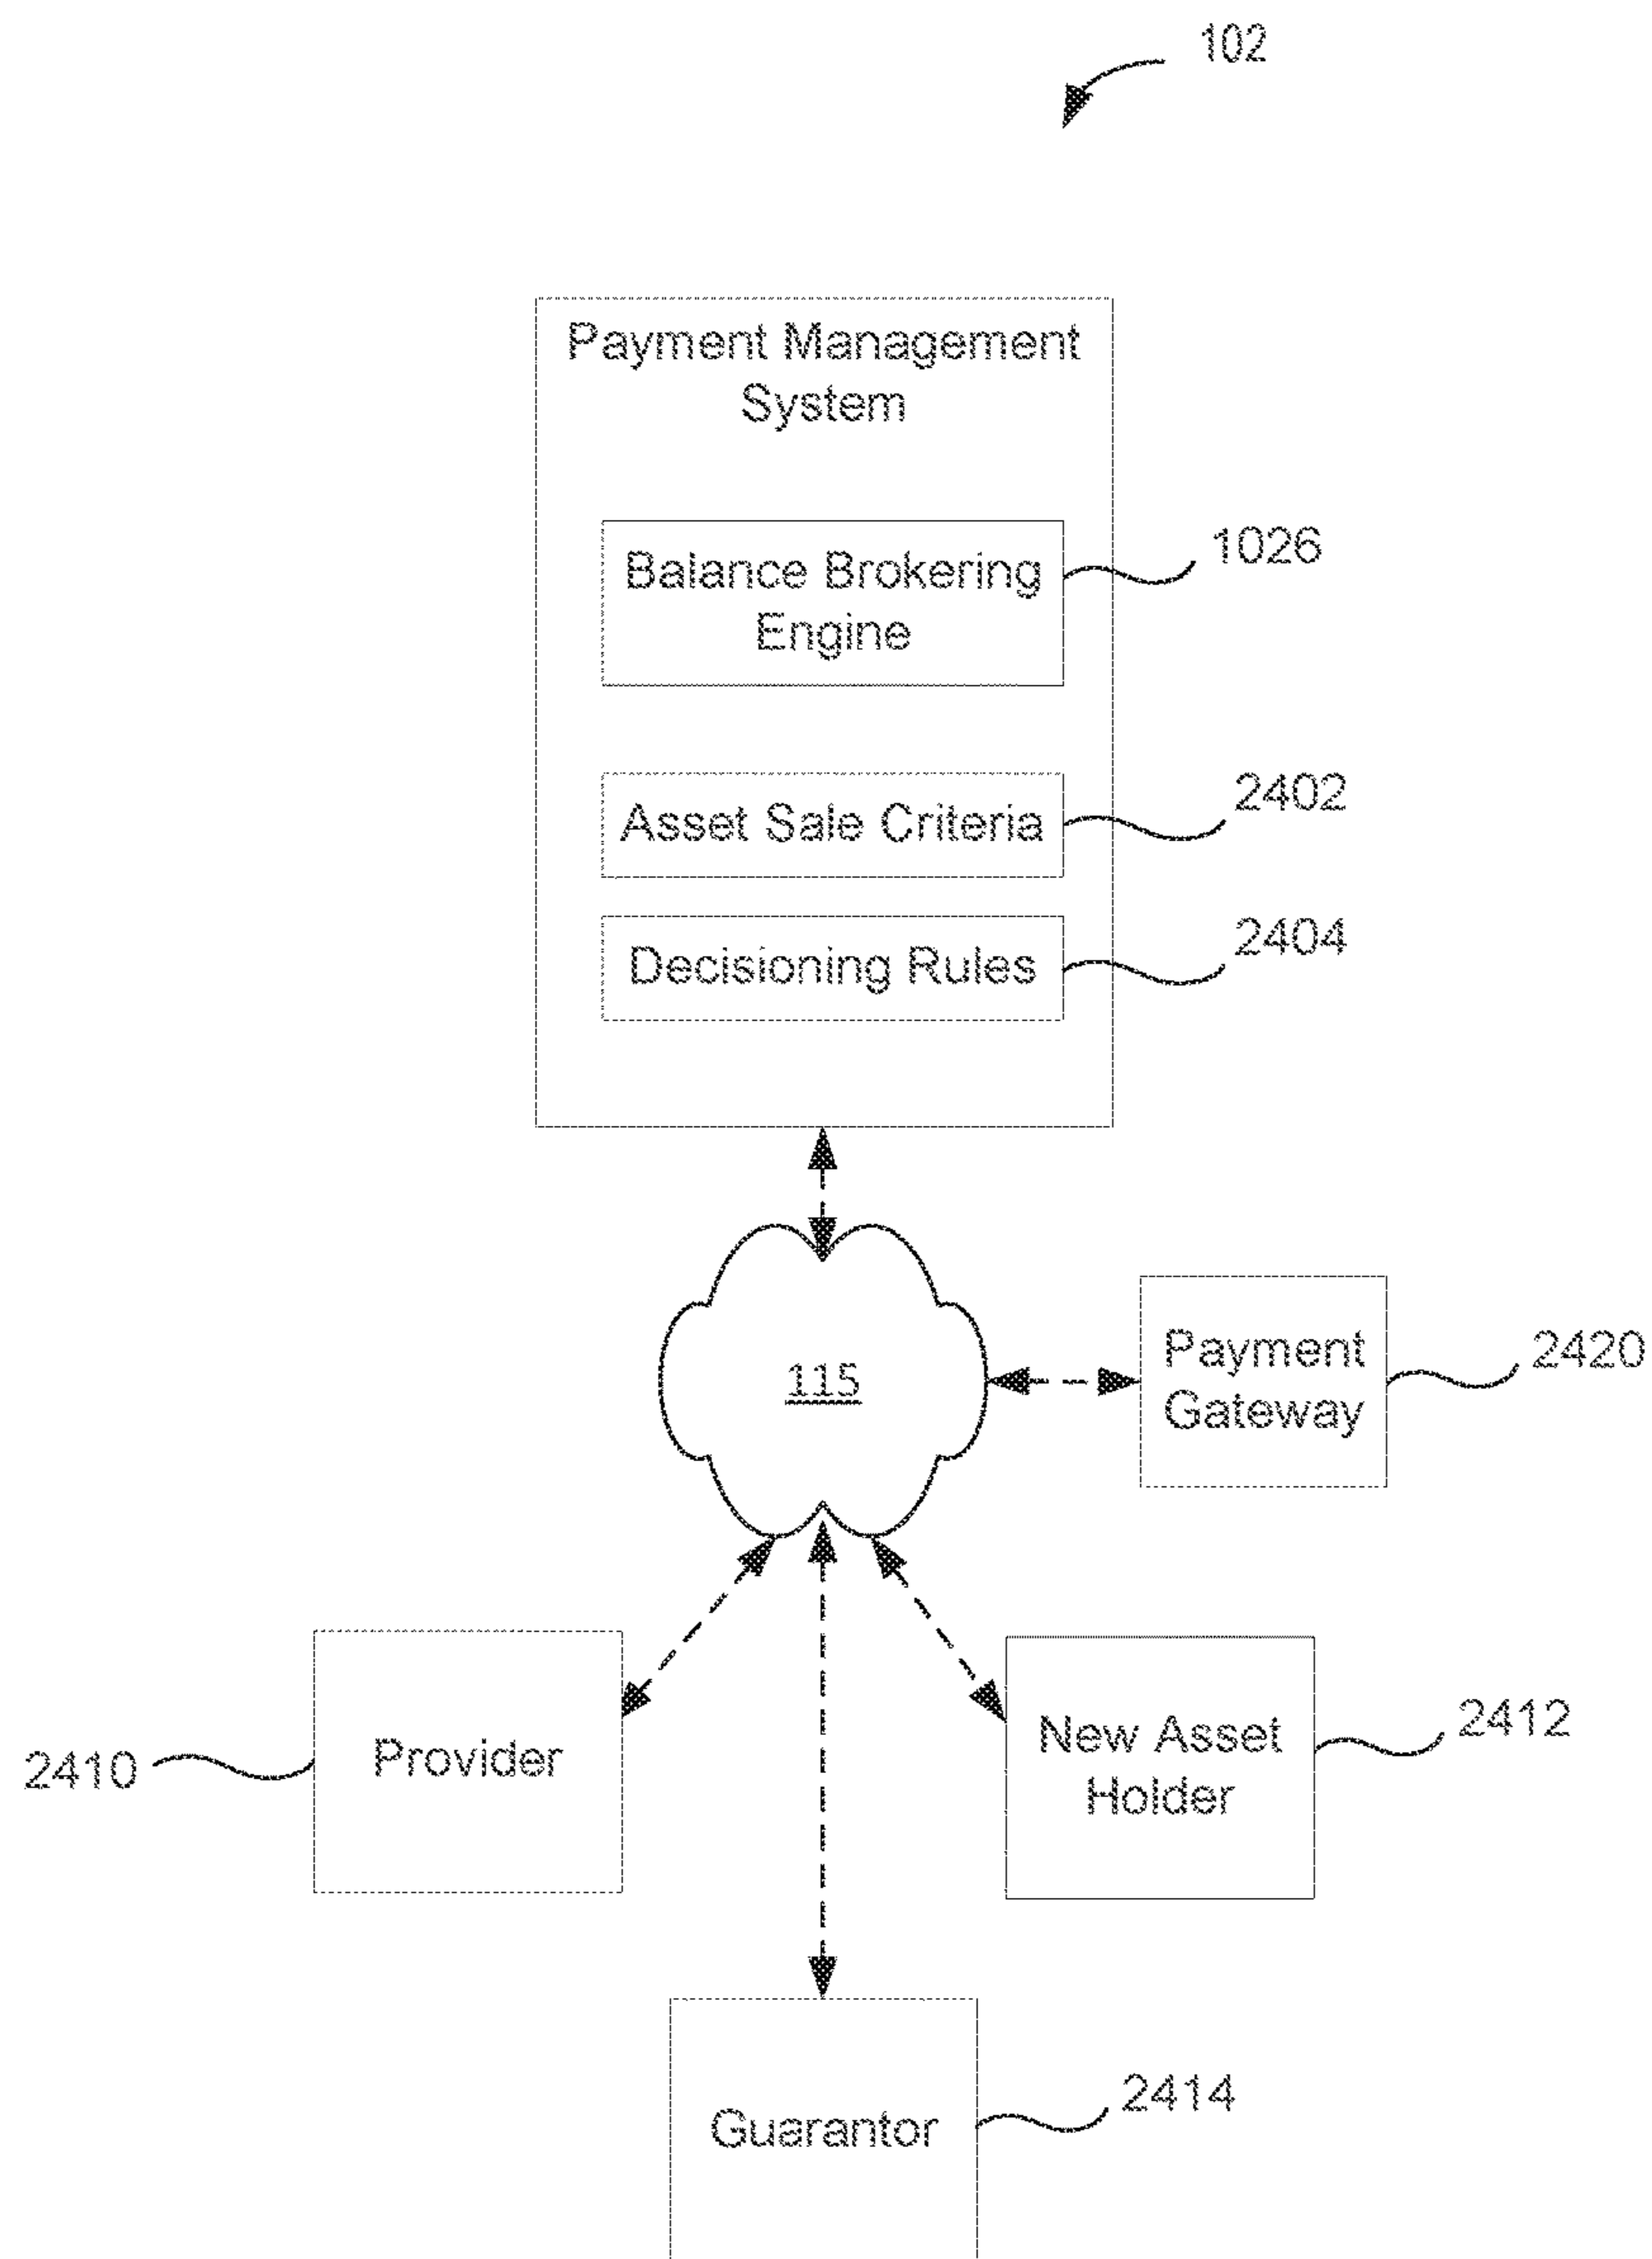 102
Payment Management
System
Balance Brokering
Engine
1026
Asset Sale Criteria
2402
Decisioning Rules
2404
115
Payment
Gateway
2420
Provider
2410
New Asset
Holder
2412
Guarantor
2414